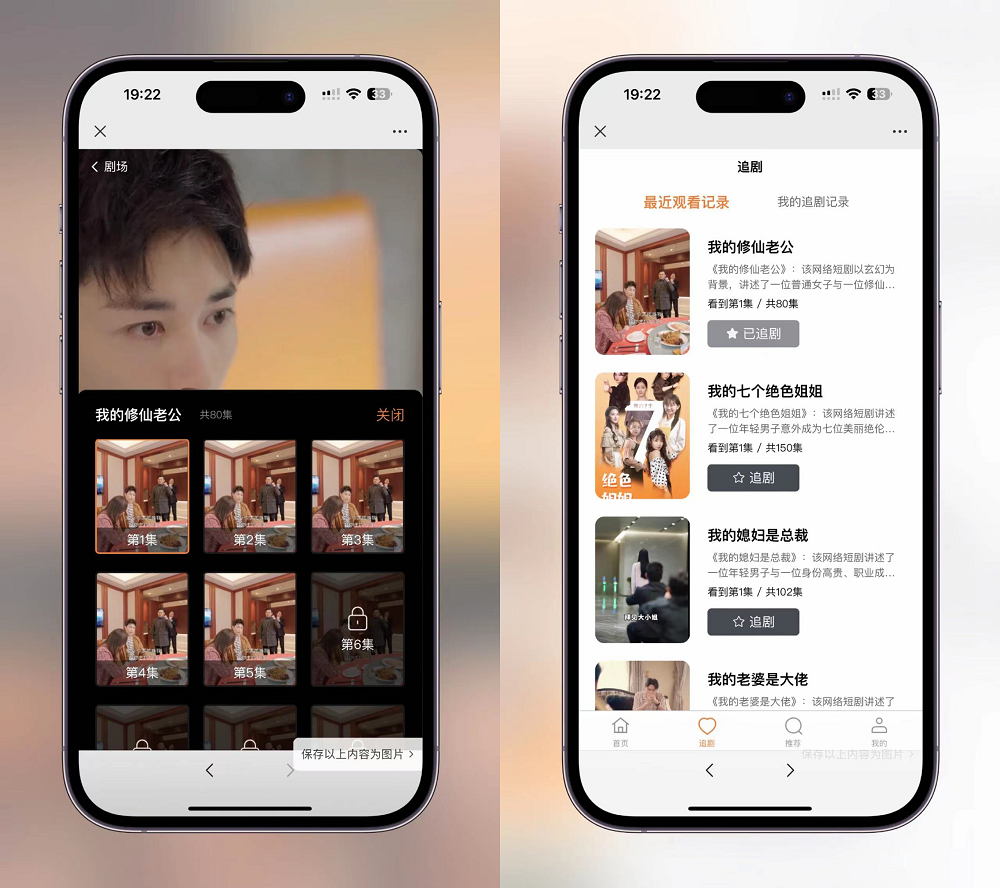 19:22
33
剧场
我的修仙老公 共80集 关闭
第1集
第2集
第3集
第4集
第5集
第6集
保存以上内容为图片
19:22
33
追剧
最近观看记录 我的追剧记录
我的修仙老公
《我的修仙老公》：该网络短剧以玄幻为
背景，讲述了一位普通女子与一位修仙...
看到第1集 / 共80集
已追剧
7
绝色
姐姐
我的七个绝色姐姐
《我的七个绝色姐姐》：该网络短剧讲述
了一位年轻男子意外成为七位美丽绝伦...
看到第1集 / 共150集
追剧
拜见大小姐
我的媳妇是总裁
《我的媳妇是总裁》：该网络短剧讲述了
一位年轻男子与一位身份高贵、职业成...
看到第1集 / 共102集
追剧
我的老婆是大佬
《我的老婆是大佬》：该网络短剧讲述了
首页
追剧
推荐
我的
保存以上内容为图片